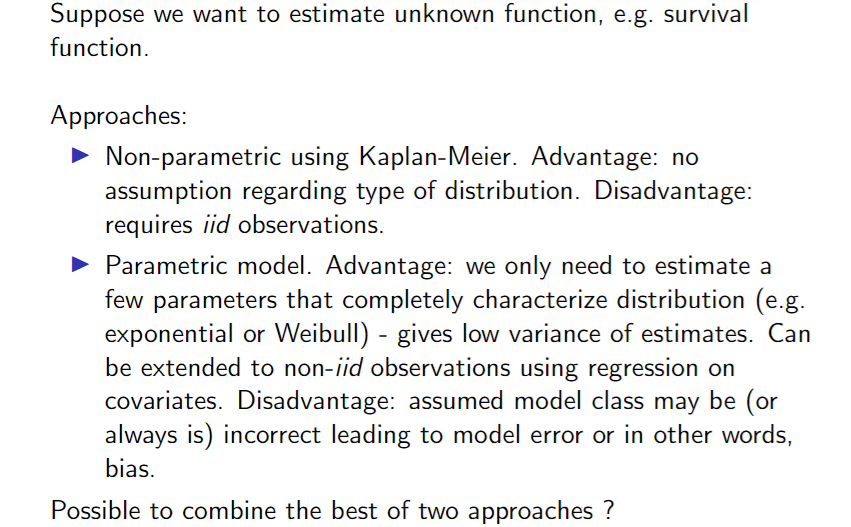 Suppose we want to estimate unknown function, e.g. survival
function.
Approaches:
Non-parametric using Kaplan-Meier. Advantage: no
assumption regarding type of distribution. Disadvantage:
requires iid observations.
Parametric model. Advantage: we only need to estimate a
few parameters that completely characterize distribution (e.g.
exponential or Weibull) - gives low variance of estimates. Can
be extended to non-iid observations using regression on
covariates. Disadvantage: assumed model class may be (or
always is) incorrect leading to model error or in other words,
bias.
Possible to combine the best of two approaches ?